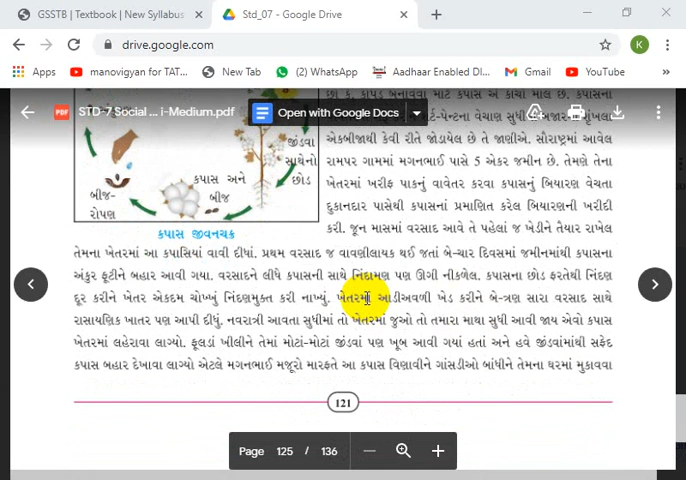 GSSTB | Textbook | New Syllabus
Std_07 - Google Drive
drive.google.com
K
Apps
manovigyan for TAT...
New Tab
(2) WhatsApp
Aadhaar Enabled DI...
Gmail
YouTube
STD-7 Social ... i-Medium.pdf
Open with Google Docs
એકબીજાથી કેવી રીતે જોડાયેલ છે તે જાણીએ. સૌરાષ્ટ્રમાં આવેલ
રામપર ગામમાં મગનભાઈ પાસે 5 એકર જમીન છે. તેમણે તેના
ખેતરમાં ખરીફ પાકનું વાવેતર કરવા કપાસનું બિયારણ વેચતા
દુકાનદાર પાસેથી કપાસનાં પ્રમાણિત કરેલ બિયારણની ખરીદી
કરી. જૂન માસમાં વરસાદ આવે તે પહેલાં જ ખેડીને તૈયાર રાખેલ
જીંડવા
સાથેનો
છોડ
કપાસ અને
બીજ
બીજ-
રોપણ
કપાસ જીવનચક્ર
તેમના ખેતરમાં આ કપાસિયાં વાવી દીધાં. પ્રથમ વરસાદ જ વાવણીલાયક થઈ જતાં બે-ચાર દિવસમાં જમીનમાંથી કપાસના
અંકુર ફૂટીને બહાર આવી ગયા. વરસાદને લીધે કપાસની સાથે નિંદામણ પણ ઊગી નીકળેલ. કપાસના છોડ ફરતેથી નિંદણ
દૂર કરીને ખેતર એકદમ ચોખ્ખું નિંદણમુક્ત કરી નાખ્યું. ખેતરમાં આડીઅવળી ખેડ કરીને બે-ત્રણ સારા વરસાદ સાથે
રાસાયણિક ખાતર પણ આપી દીધું. નવરાત્રી આવતા સુધીમાં તો ખેતરમાં જુઓ તો તમારા માથા સુધી આવી જાય એવો કપાસ
ખેતરમાં લહેરાવા લાગ્યો. ફૂલડાં ખીલીને તેમાં મોટાં-મોટાં જીંડવાં પણ ખૂબ આવી ગયા હતાં અને હવે જીંડવાંમાંથી સફેદ
કપાસ બહાર દેખાવા લાગ્યો એટલે મગનભાઈ મજૂરો મારફતે આ કપાસ વિણાવીને ગાંસડીઓ બાંધીને તેમના ઘરમાં મુકાવવા
121
Page 125 / 136